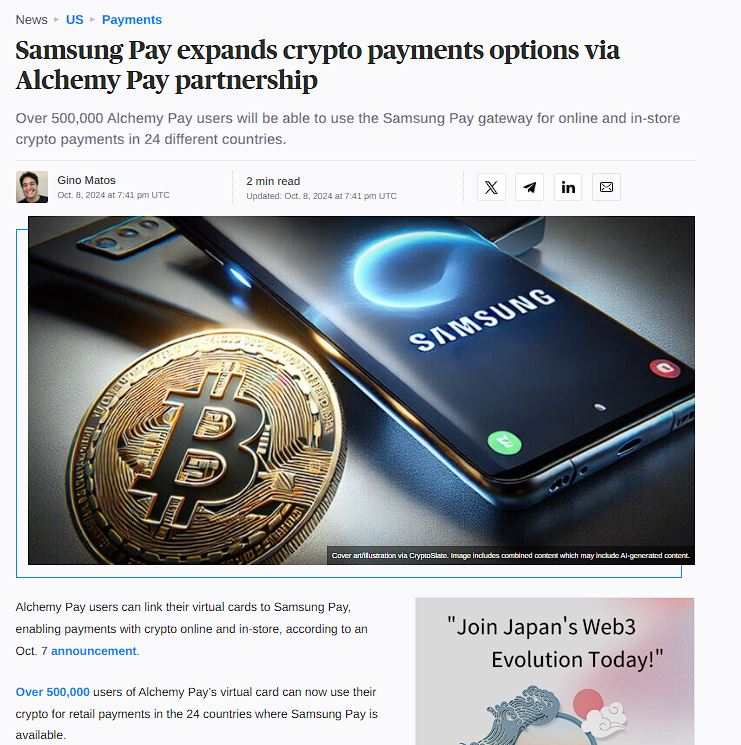 News ▸ US ▸ Payments
Samsung Pay expands crypto payments options via
Alchemy Pay partnership
Over 500,000 Alchemy Pay users will be able to use the Samsung Pay gateway for online and in-store
crypto payments in 24 different countries.
Gino Matos
Oct. 8, 2024 at 7:41 pm UTC
2 min read
Updated: Oct. 8, 2024 at 7:41 pm UTC
SAMSUNG
Cover art/illustration via CryptoSlate. Image includes combined content which may include AI-generated content.
Alchemy Pay users can link their virtual cards to Samsung Pay,
enabling payments with crypto online and in-store, according to an
Oct. 7 announcement.
Over 500,000 users of Alchemy Pay's virtual card can now use their
crypto for retail payments in the 24 countries where Samsung Pay is
available.
"Join Japan's Web3
Evolution Today!"